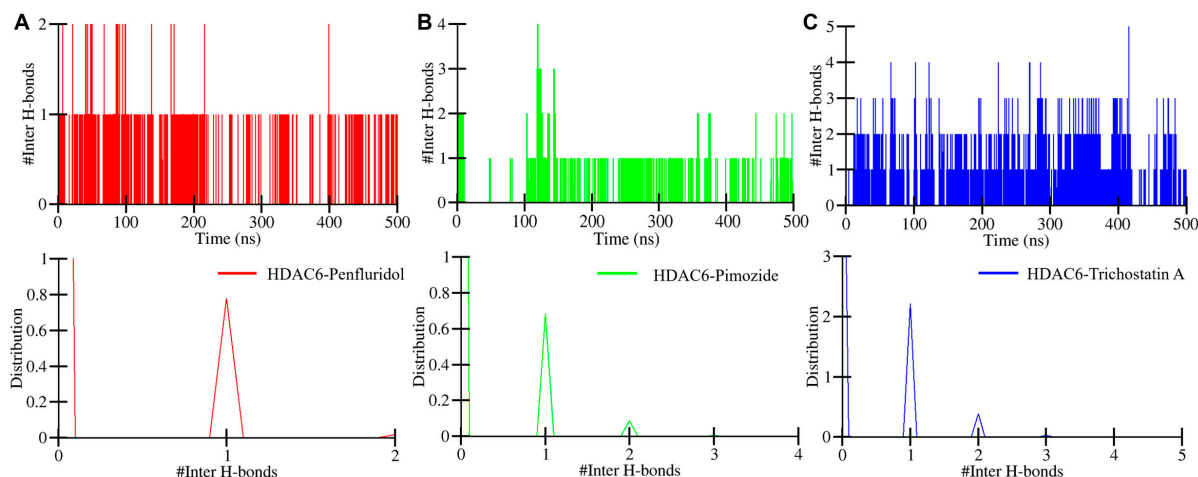 A
#Inter H-bonds
2
1
0
0 100 200 300 400 500
Time (ns)
B
#Inter H-bonds
4
3
2
1
0
0 100 200 300 400 500
Time (ns)
C
#Inter H-bonds
5
4
3
2
1
0
0 100 200 300 400 500
Time (ns)
HDAC6-Penfluridol
Distribution
1
0.8
0.6
0.4
0.2
0
0 1 2
#Inter H-bonds
HDAC6-Pimozide
Distribution
1
0.8
0.6
0.4
0.2
0
0 1 2 3 4
#Inter H-bonds
HDAC6-Trichostatin A
Distribution
3
2
1
0
0 1 2 3 4 5
#Inter H-bonds